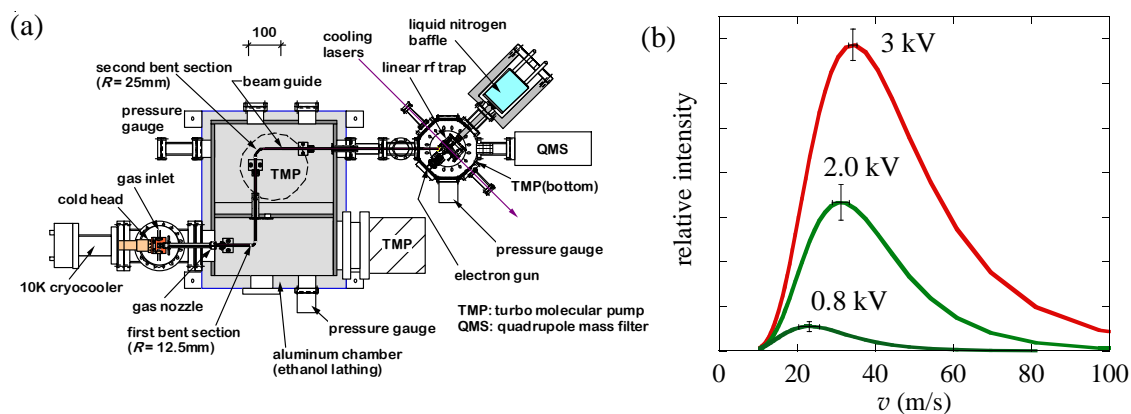 (a)
100
cooling
lasers
liquid nitrogen
baffle
linear rf trap
second bent section
(R= 25mm)
beam guide
pressure
gauge
TMP
QMS
TMP(bottom)
gas inlet
cold head
TMP
pressure gauge
electron gun
10K cryocooler
gas nozzle
first bent section
(R= 12.5mm)
pressure gauge
aluminum chamber
(ethanol lathing)
TMP: turbo molecular pump
QMS: quadrupole mass filter
(b)
relative intensity
3 kV
2.0 kV
0.8 kV
0 20 40 60 80 100
v (m/s)